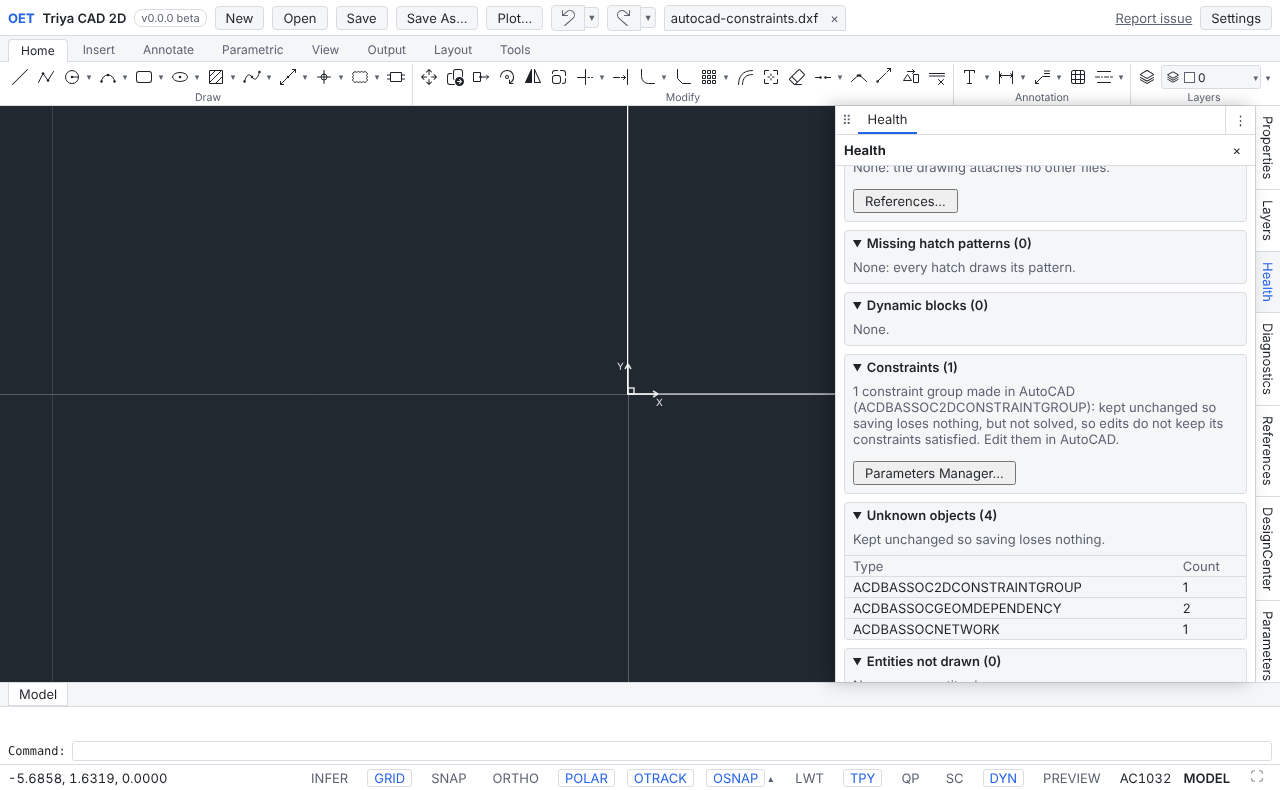 OET Triya CAD 2D v0.0.0 beta New Open Save Save As... Plot... autocad-constraints.dxf × Report issue Settings
Home Insert Annotate Parametric View Output Layout Tools
0
Draw Modify Annotation Layers
Health
Health ×
None: the drawing attaches no other files.
References...
Missing hatch patterns (0)
None: every hatch draws its pattern.
Dynamic blocks (0)
None.
Constraints (1)
1 constraint group made in AutoCAD
(ACDBASSOC2DCONSTRAINTGROUP): kept unchanged so
saving loses nothing, but not solved, so edits do not keep its
constraints satisfied. Edit them in AutoCAD.
Parameters Manager...
Unknown objects (4)
Kept unchanged so saving loses nothing.
Type Count
ACDBASSOC2DCONSTRAINTGROUP 1
ACDBASSOCGEOMDEPENDENCY 2
ACDBASSOCNETWORK 1
Entities not drawn (0)
Properties
Layers
Health
Diagnostics
References
DesignCenter
Parameters
Y
X
Model
Command:
-5.6858, 1.6319, 0.0000 INFER GRID SNAP ORTHO POLAR OTRACK OSNAP LWT TPY QP SC DYN PREVIEW AC1032 MODEL